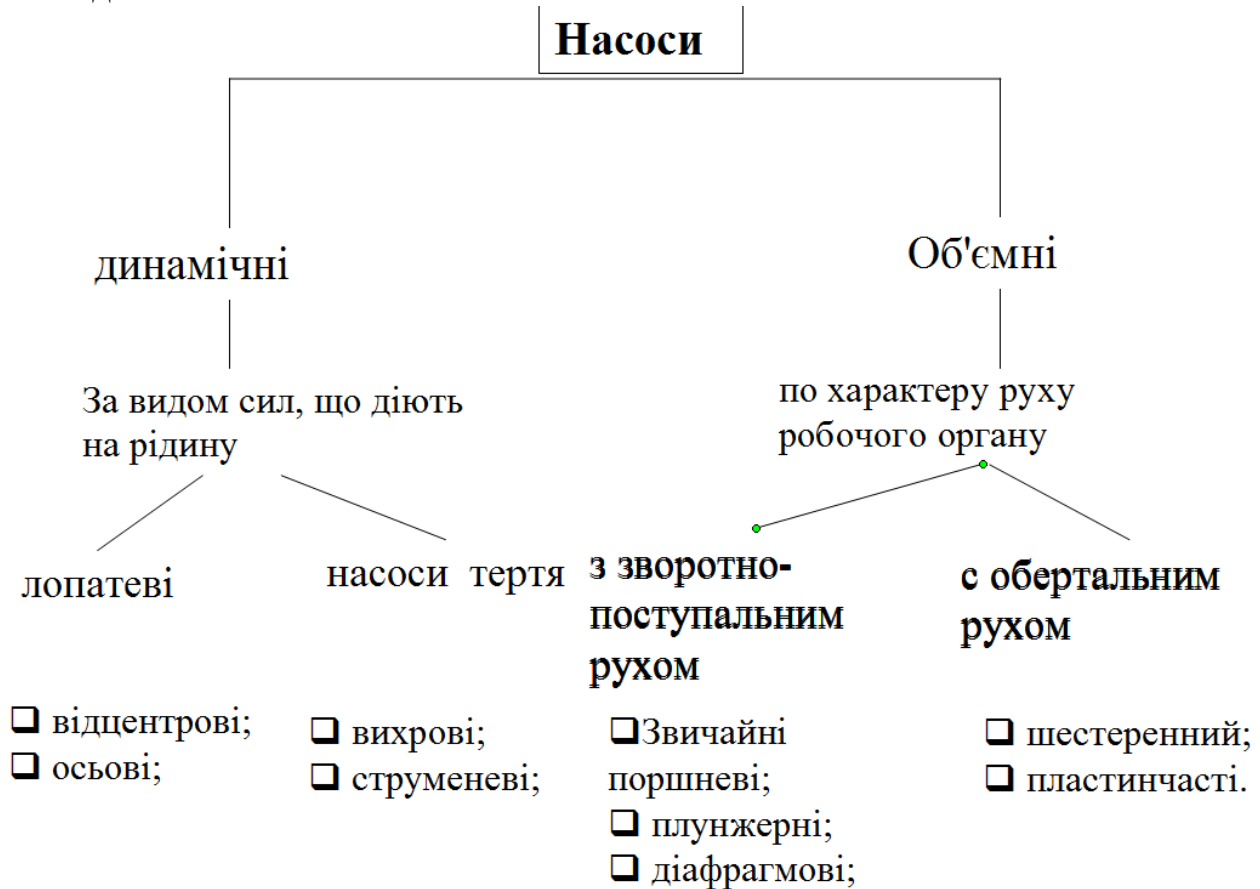 Насоси
динамічні
Об'ємні
За видом сил, що діють
на рідину
по характеру руху
робочого органу
лопатеві
насоси тертя
з зворотно-
поступальним
рухом
с обертальним
рухом
❑ відцентрові;
❑ осьові;
❑ вихрові;
❑ струменеві;
❑Звичайні
поршневі;
❑ плунжерні;
❑ діафрагмові;
❑ шестеренний;
❑ пластинчасті.